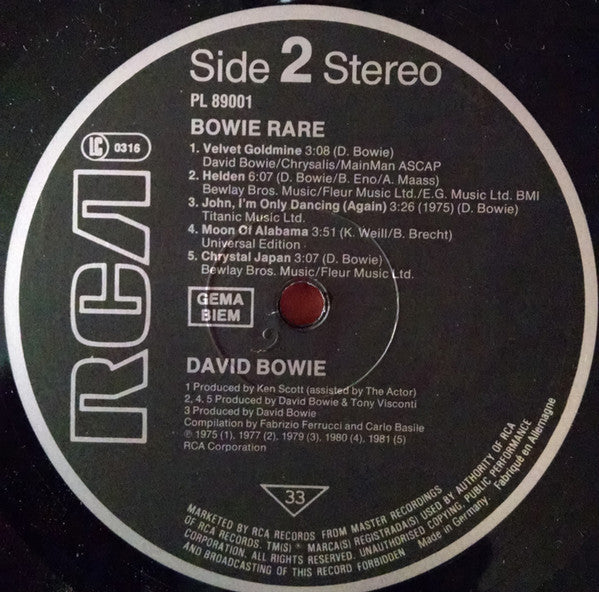 Side 2 Stereo
PL 89001
BOWIE RARE
LC 0316
1. Velvet Goldmine 3:08 (D. Bowie)
David Bowie/Chrysalis/MainMan ASCAP
2. Helden 6:07 (D. Bowie/B. Eno/A. Maass)
Bewlay Bros. Music/Fleur Music Ltd./E.G. Music Ltd. BMI
3. John, I'm Only Dancing (Again) 3:26 (1975) (D. Bowie)
Titanic Music Ltd.
4. Moon Of Alabama 3:51 (K. Weill/B. Brecht)
Universal Edition
5. Chrystal Japan 3:07 (D. Bowie)
Bewlay Bros. Music/Fleur Music Ltd.
GEMA
BIEM
RCA
DAVID BOWIE
1 Produced by Ken Scott (assisted by The Actor)
2, 4. 5 Produced by David Bowie & Tony Visconti
3 Produced by David Bowie
Compilation by Fabrizio Ferrucci and Carlo Basile
℗ 1975 (1). 1977 (2). 1979 (3). 1980 (4). 1981 (5)
RCA Corporation
33
MARKETED BY RCA RECORDS FROM MASTER RECORDINGS
OF RCA RECORDS. TM(S) * MARCA(S) REGISTRADA(S) USED BY AUTHORITY OF RCA
CORPORATION. ALL RIGHTS RESERVED. UNAUTHORISED COPYING PUBLIC PERFORMANCE
AND BROADCASTING OF THIS RECORD FORBIDDEN
Made in Germany
Fabriqué en Allemagne